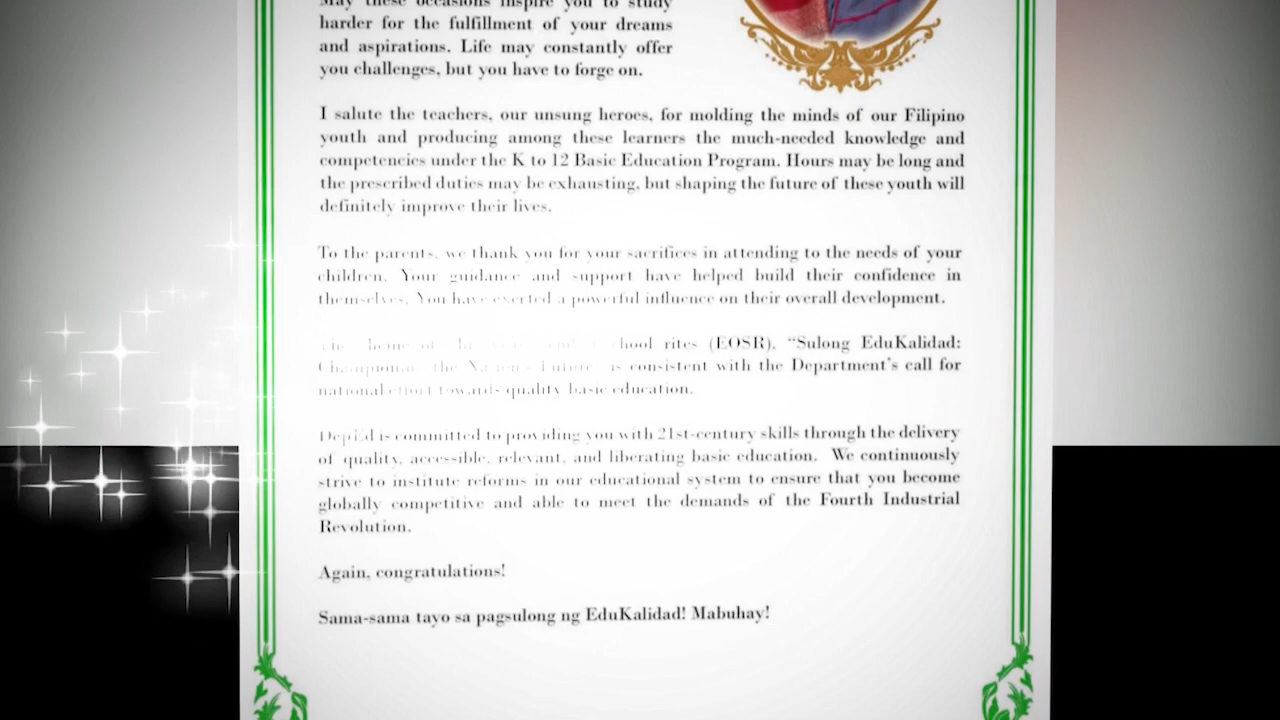 May these occasions inspire you to study
harder for the fulfillment of your dreams
and aspirations. Life may constantly offer
you challenges, but you have to forge on.
I salute the teachers, our unsung heroes, for molding the minds of our Filipino
youth and producing among these learners the much-needed knowledge and
competencies under the K to 12 Basic Education Program. Hours may be long and
the prescribed duties may be exhausting, but shaping the future of these youth will
definitely improve their lives.
To the parents, we thank you for your sacrifices in attending to the needs of your
children. Your guidance and support have helped build their confidence in
themselves. You have exerted a powerful influence on their overall development.
rites (EOSR), “Sulong EduKalidad:
the Future is consistent with the Department's call for
national effort towards quality basic education.
DepEd is committed to providing you with 21st-century skills through the delivery
of quality, accessible, relevant, and liberating basic education. We continuously
strive to institute reforms in our educational system to ensure that you become
globally competitive and able to meet the demands of the Fourth Industrial
Revolution.
Again, congratulations!
Sama-sama tayo sa pagsulong ng EduKalidad! Mabuhay!